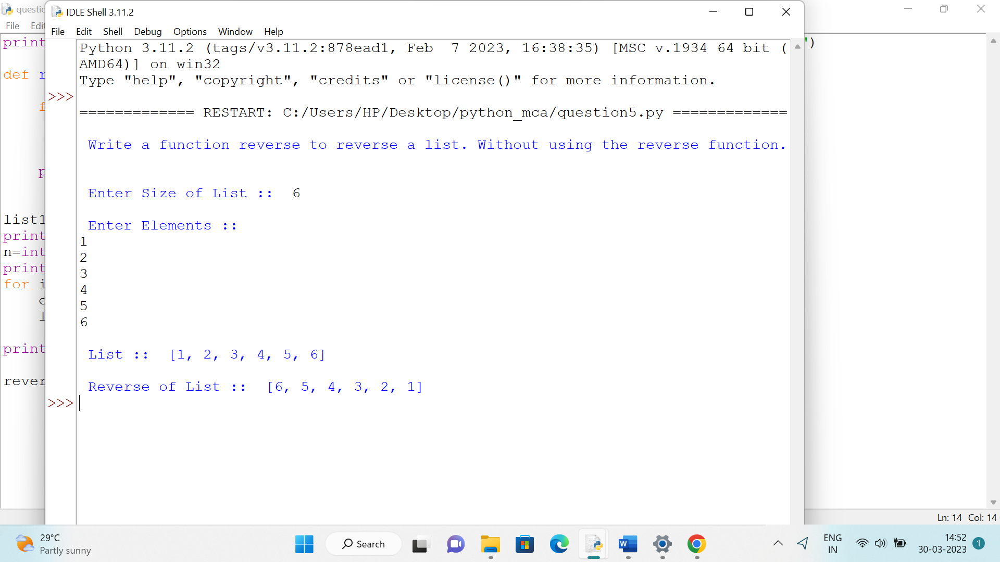 questio
File Edit
print
def r
f
p
list1
print
n=int
print
for i
e
l
print
rever
')
IDLE Shell 3.11.2
File Edit Shell Debug Options Window Help
Python 3.11.2 (tags/v3.11.2:878ead1, Feb  7 2023, 16:38:35) [MSC v.1934 64 bit (
AMD64)] on win32
Type "help", "copyright", "credits" or "license()" for more information.
>>>
============= RESTART: C:/Users/HP/Desktop/python_mca/question5.py =============
Write a function reverse to reverse a list. Without using the reverse function.
Enter Size of List ::  6
Enter Elements ::
1
2
3
4
5
6
List ::  [1, 2, 3, 4, 5, 6]
Reverse of List ::  [6, 5, 4, 3, 2, 1]
>>>
Ln: 14 Col: 14
29°C
Partly sunny
Search
W
ENG
IN
14:52
30-03-2023
1